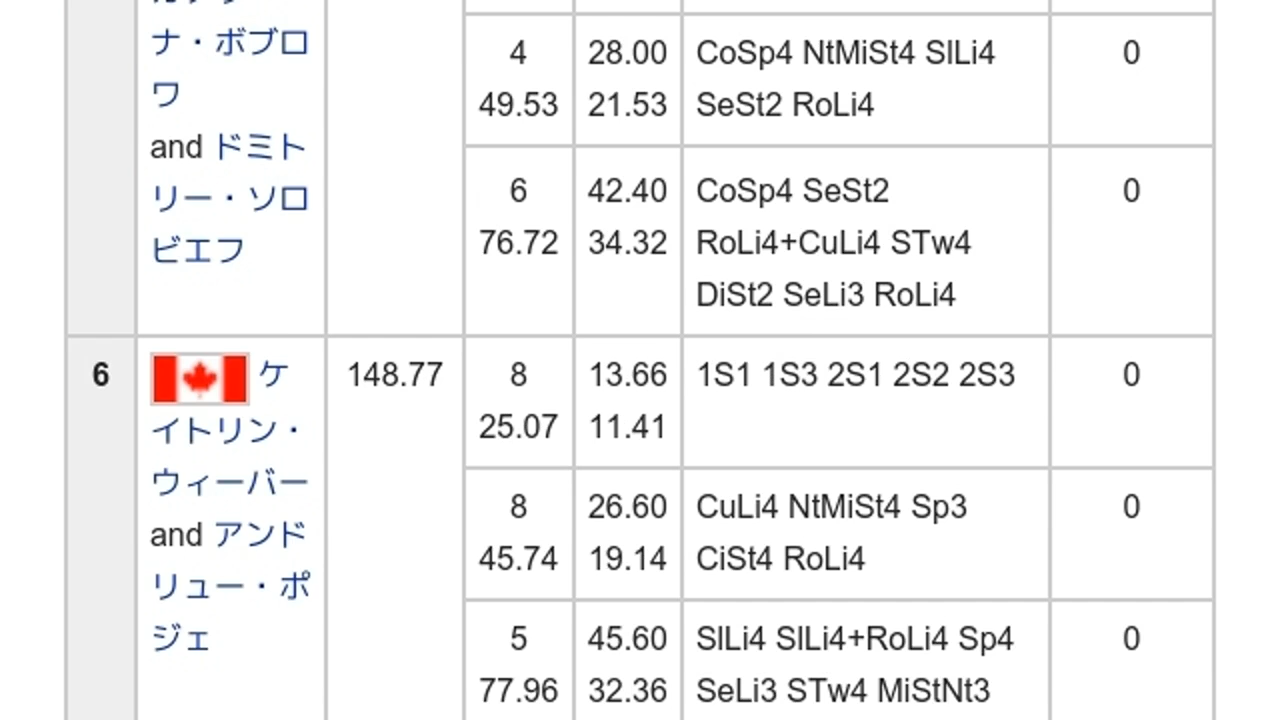 ナ・ボブロ
ワ
and ドミト
リー・ソロ
ビエフ
4
49.53
28.00
21.53
CoSp4 NtMiSt4 SlLi4
SeSt2 RoLi4
0
6
76.72
42.40
34.32
CoSp4 SeSt2
RoLi4+CuLi4 STw4
DiSt2 SeLi3 RoLi4
0
6
ケ
イトリン・
ウィーバー
and アンド
リュー・ポ
ジェ
148.77
8
25.07
13.66
11.41
1S1 1S3 2S1 2S2 2S3
0
8
45.74
26.60
19.14
CuLi4 NtMiSt4 Sp3
CiSt4 RoLi4
0
5
77.96
45.60
32.36
SlLi4 SlLi4+RoLi4 Sp4
SeLi3 STw4 MiStNt3
0